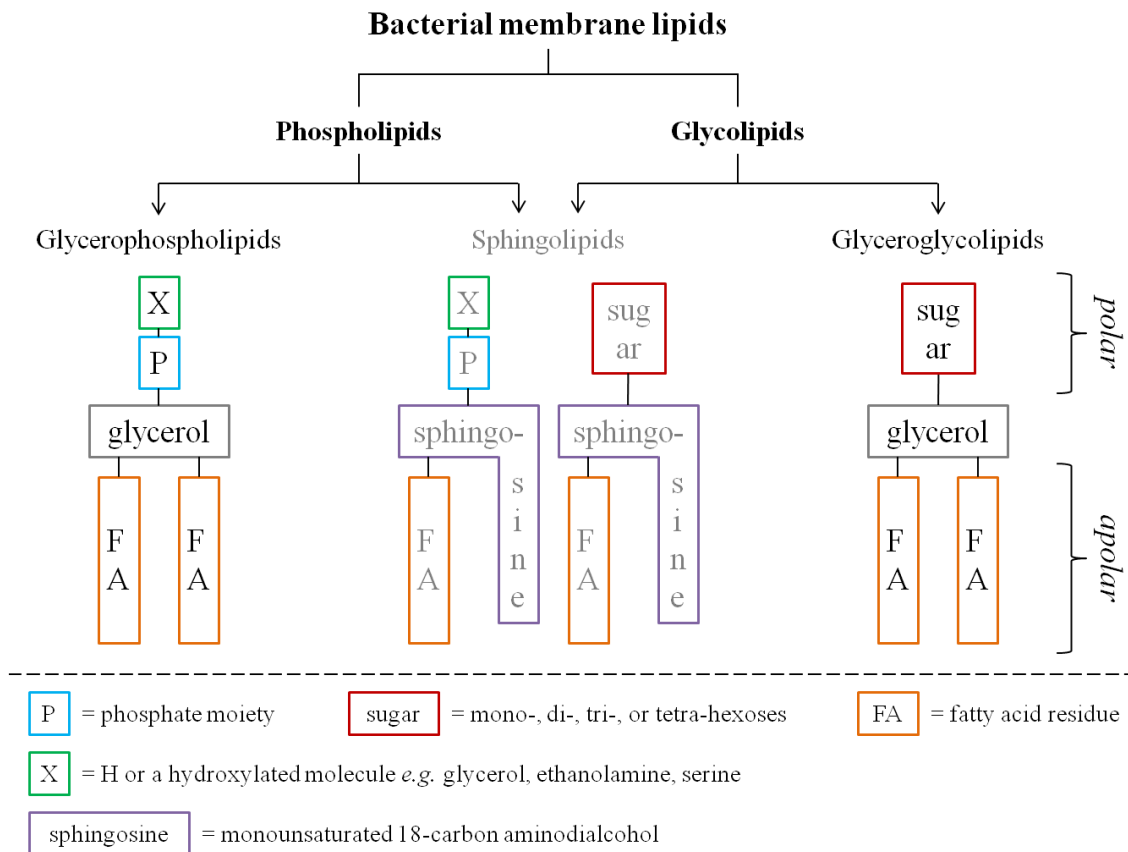 Bacterial membrane lipids
Phospholipids
Glycolipids
Glycerophospholipids
Sphingolipids
Glyceroglycolipids
X
P
glycerol
F
A
F
A
X
P
sphingo-
s
i
n
e
F
A
sug
ar
sphingo-
s
i
n
e
F
A
sug
ar
glycerol
F
A
F
A
polar
apolar
P = phosphate moiety
sugar = mono-, di-, tri-, or tetra-hexoses
FA = fatty acid residue
X = H or a hydroxylated molecule e.g. glycerol, ethanolamine, serine
sphingosine = monounsaturated 18-carbon aminodialcohol